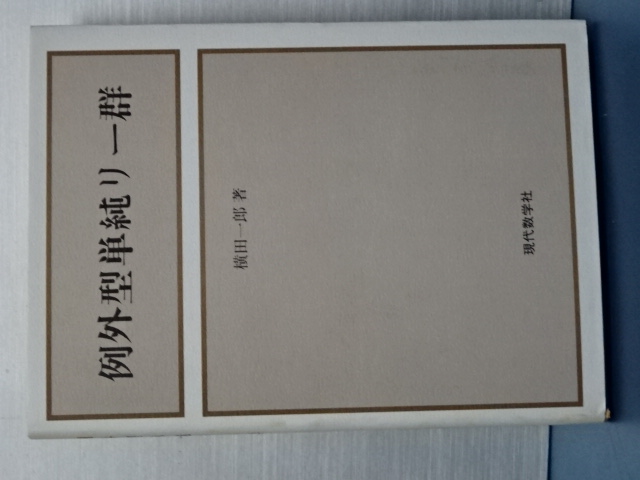 例外型単純リー群
横田一郎 著
現代数学社